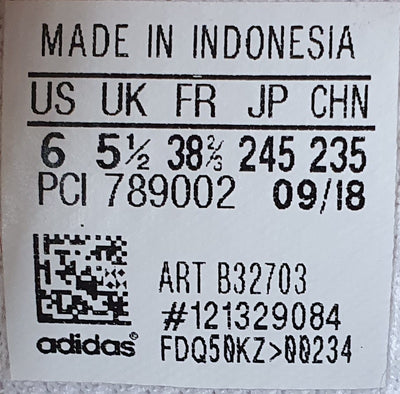 MADE IN INDONESIA
US UK FR JP CHN
6 5½ 38⅔ 245 235
PCI 789002 09/18
ART B32703
#121329084
adidas® FDQ50KZ>00234